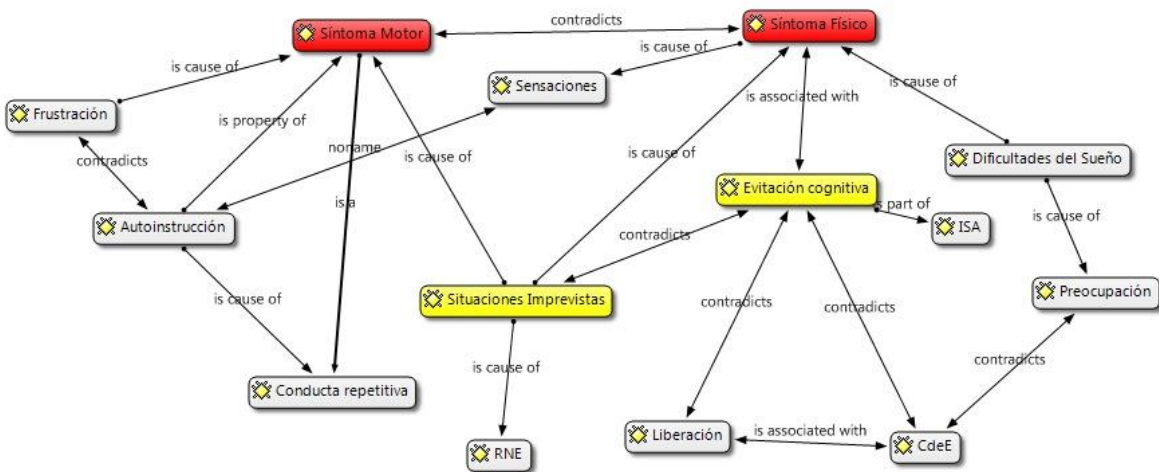 contradicts
Síntoma Motor
Síntoma Físico
is cause of
is cause of
Sensaciones
is cause of
Frustración
is associated with
is property of
noname
is cause of
is cause of
contradicts
Dificultades del Sueño
Evitación cognitiva
is a
is part of
Autoinstrucción
ISA
is cause of
contradicts
Situaciones Imprevistas
Preocupación
is cause of
contradicts
contradicts
contradicts
is cause of
Conducta repetitiva
Liberación
is associated with
CdeE
RNE